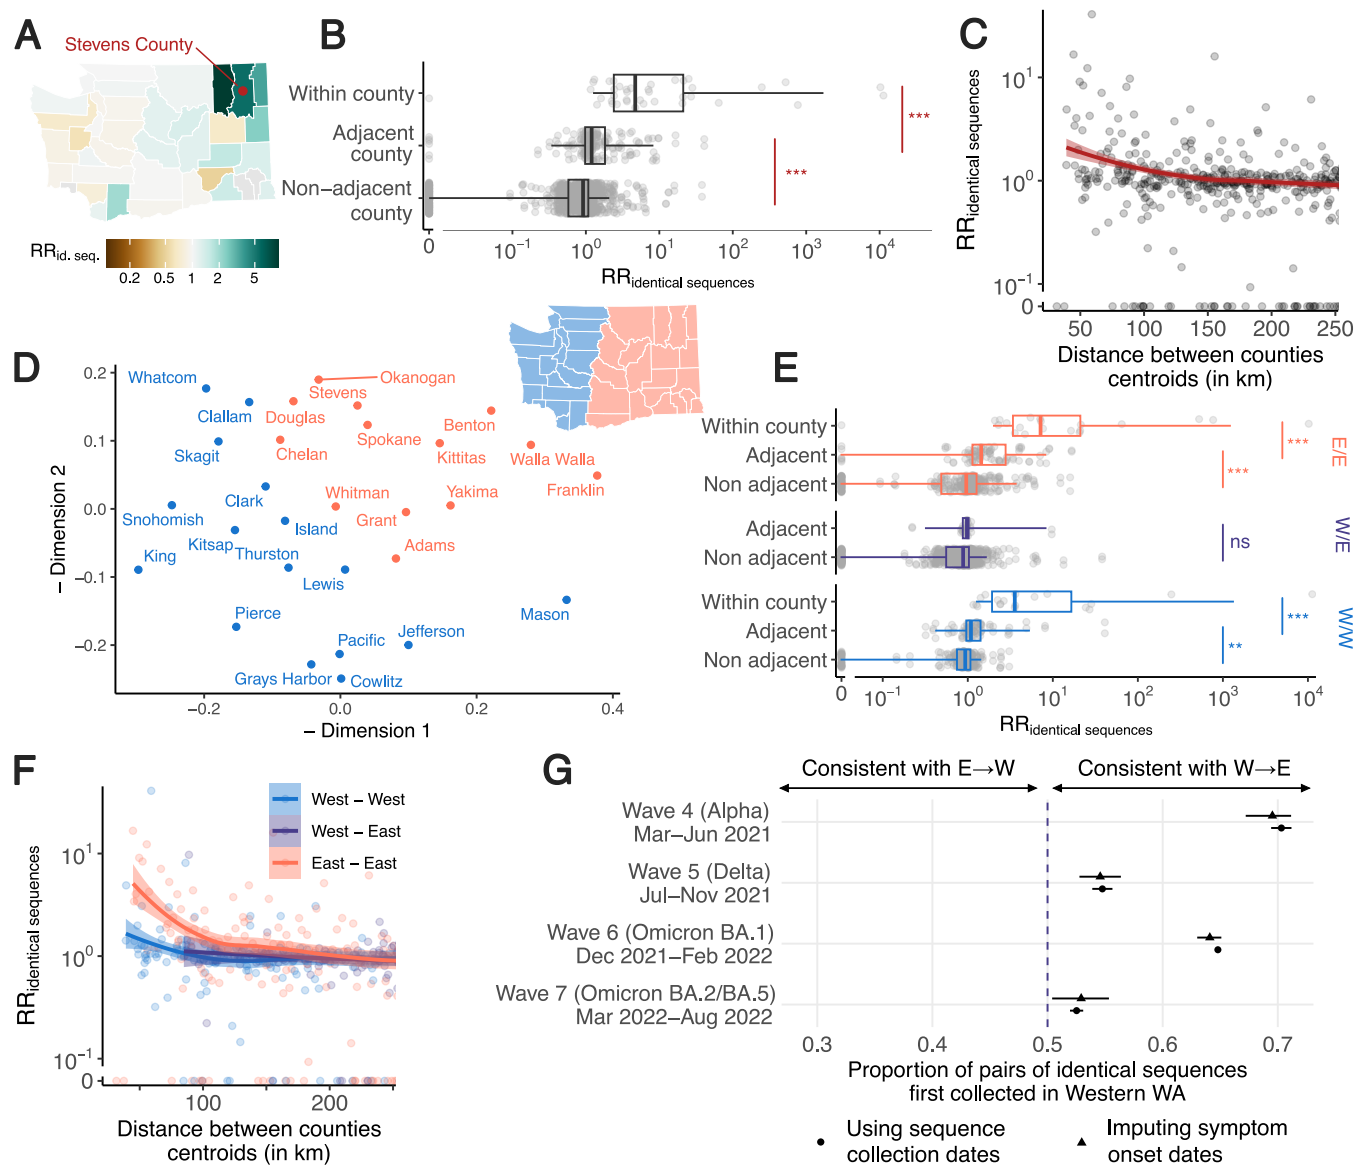 A
Stevens County
RR id. seq.
0.2 0.5 1 2 5
B
Within county
Adjacent
county
Non−adjacent
county
***
***
0 10−1 100 101 102 103 104
RR identical sequences
C
RR identical sequences
101
100
10−1
0
50 100 150 200 250
Distance between counties
centroids (in km)
D
− Dimension 2
0.2
0.1
0.0
−0.1
−0.2
−0.2 0.0 0.2 0.4
− Dimension 1
Whatcom
Okanogan
Stevens
Clallam
Douglas
Benton
Skagit
Spokane
Chelan
Kittitas
Walla Walla
Franklin
Clark
Whitman
Yakima
Snohomish
Island
Grant
Kitsap
King
Thurston
Adams
Lewis
Pierce
Mason
Pacific
Jefferson
Grays Harbor
Cowlitz
E
Within county
Adjacent
Non adjacent
***
***
E/E
Adjacent
Non adjacent
ns
W/E
Within county
Adjacent
Non adjacent
***
**
W/W
0 10−1 100 101 102 103 104
RR identical sequences
F
West − West
West − East
East − East
RR identical sequences
101
100
10−1
0
100 200
Distance between counties
centroids (in km)
G
Consistent with E→W
Consistent with W→E
Wave 4 (Alpha)
Mar−Jun 2021
Wave 5 (Delta)
Jul−Nov 2021
Wave 6 (Omicron BA.1)
Dec 2021−Feb 2022
Wave 7 (Omicron BA.2/BA.5)
Mar 2022−Aug 2022
0.3 0.4 0.5 0.6 0.7
Proportion of pairs of identical sequences
first collected in Western WA
Using sequence
collection dates
Imputing symptom
onset dates